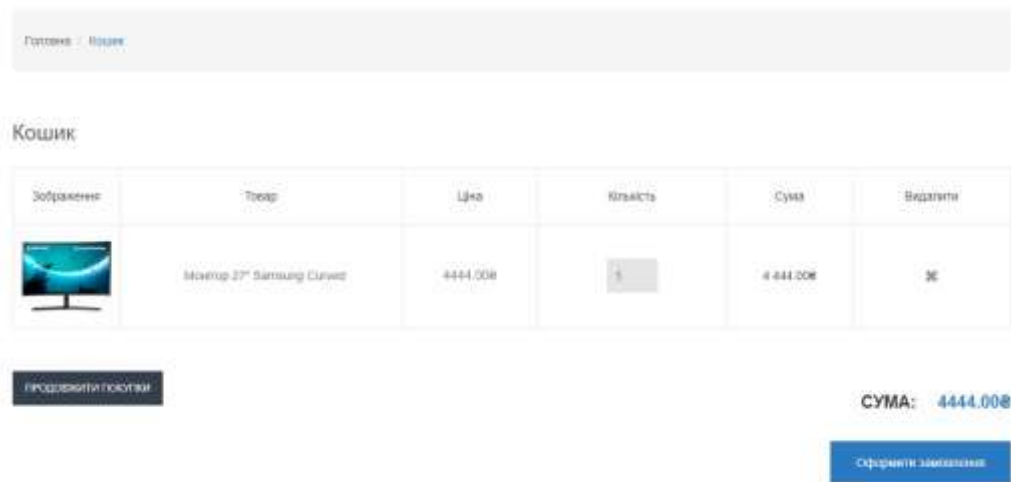 Головна / Кошик
Кошик
Зображення Товар Ціна Кількість Сума Видалити
Монітор 27" Samsung Curved 4444.00₴ 1 4 444.00₴ ✖
ПРОДОВЖИТИ ПОКУПКИ
СУМА: 4444.00₴
Оформити замовлення